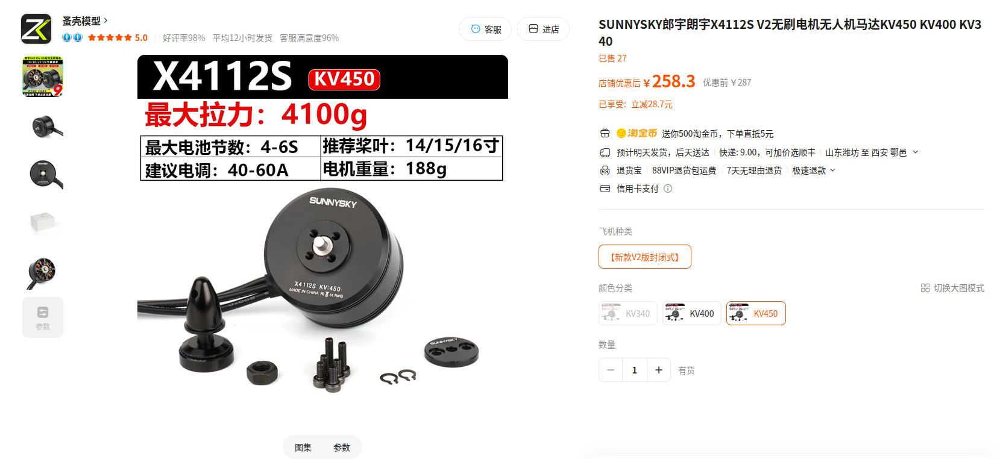 蚤壳模型
5.0 好评率98% 平均12小时发货 客服满意度96%
客服
进店
X4112S KV450
最大拉力：4100g
最大电池节数：4-6S
推荐桨叶：14/15/16寸
建议电调：40-60A
电机重量：188g
SUNNYSKY
X4112S KV:450
MADE IN CHINA
SUNNYSKY
参数
图集
参数
SUNNYSKY郎宇朗宇X4112S V2无刷电机无人机马达KV450 KV400 KV3
40
已售 27
店铺优惠后 ￥258.3 优惠前 ￥287
已享受：立减28.7元
淘金币 送你500淘金币，下单直抵5元
预计明天发货，后天送达 快递: 9.00，可加价选顺丰 山东潍坊 至 西安 鄠邑
退货宝 88VIP退货包运费 7天无理由退货 极速退款
信用卡支付
飞机种类
【新款V2版封闭式】
颜色分类
切换大图模式
KV340
KV400
KV450
数量
1
有货